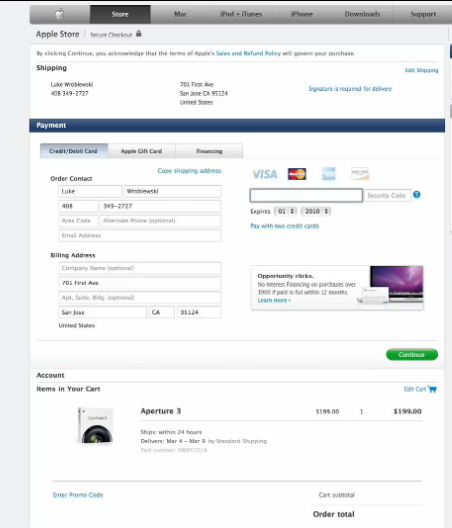 Store Mac iPod + iTunes iPhone Downloads Support
Apple Store / Secure Checkout
By clicking Continue, you acknowledge that the terms of Apple's Sales and Refund Policy will govern your purchase.
Shipping
Edit Shipping
Luke Wroblewski
408 349-2727
701 First Ave
San Jose CA 95124
United States
Signature is required for delivery
Payment
Credit/Debit Card Apple Gift Card Financing
Copy shipping address
Order Contact
Luke Wroblewski
408 349-2727
Area Code Alternate Phone (optional)
Email Address
VISA
Security Code ?
Expires 01 2010
Pay with two credit cards
Billing Address
Company Name (optional)
701 First Ave
Apt, Suite, Bldg. (optional)
San Jose CA 95124
United States
Opportunity clicks.
No Interest Financing on purchases over
$900 if paid in full within 12 months.
Learn more ›
Continue
Account
Items in Your Cart
Edit Cart
Aperture 3 $199.00 1 $199.00
Ships: within 24 hours
Delivers: Mar 4 - Mar 9 by Standard Shipping
Part number:
Enter Promo Code
Cart subtotal
Order total